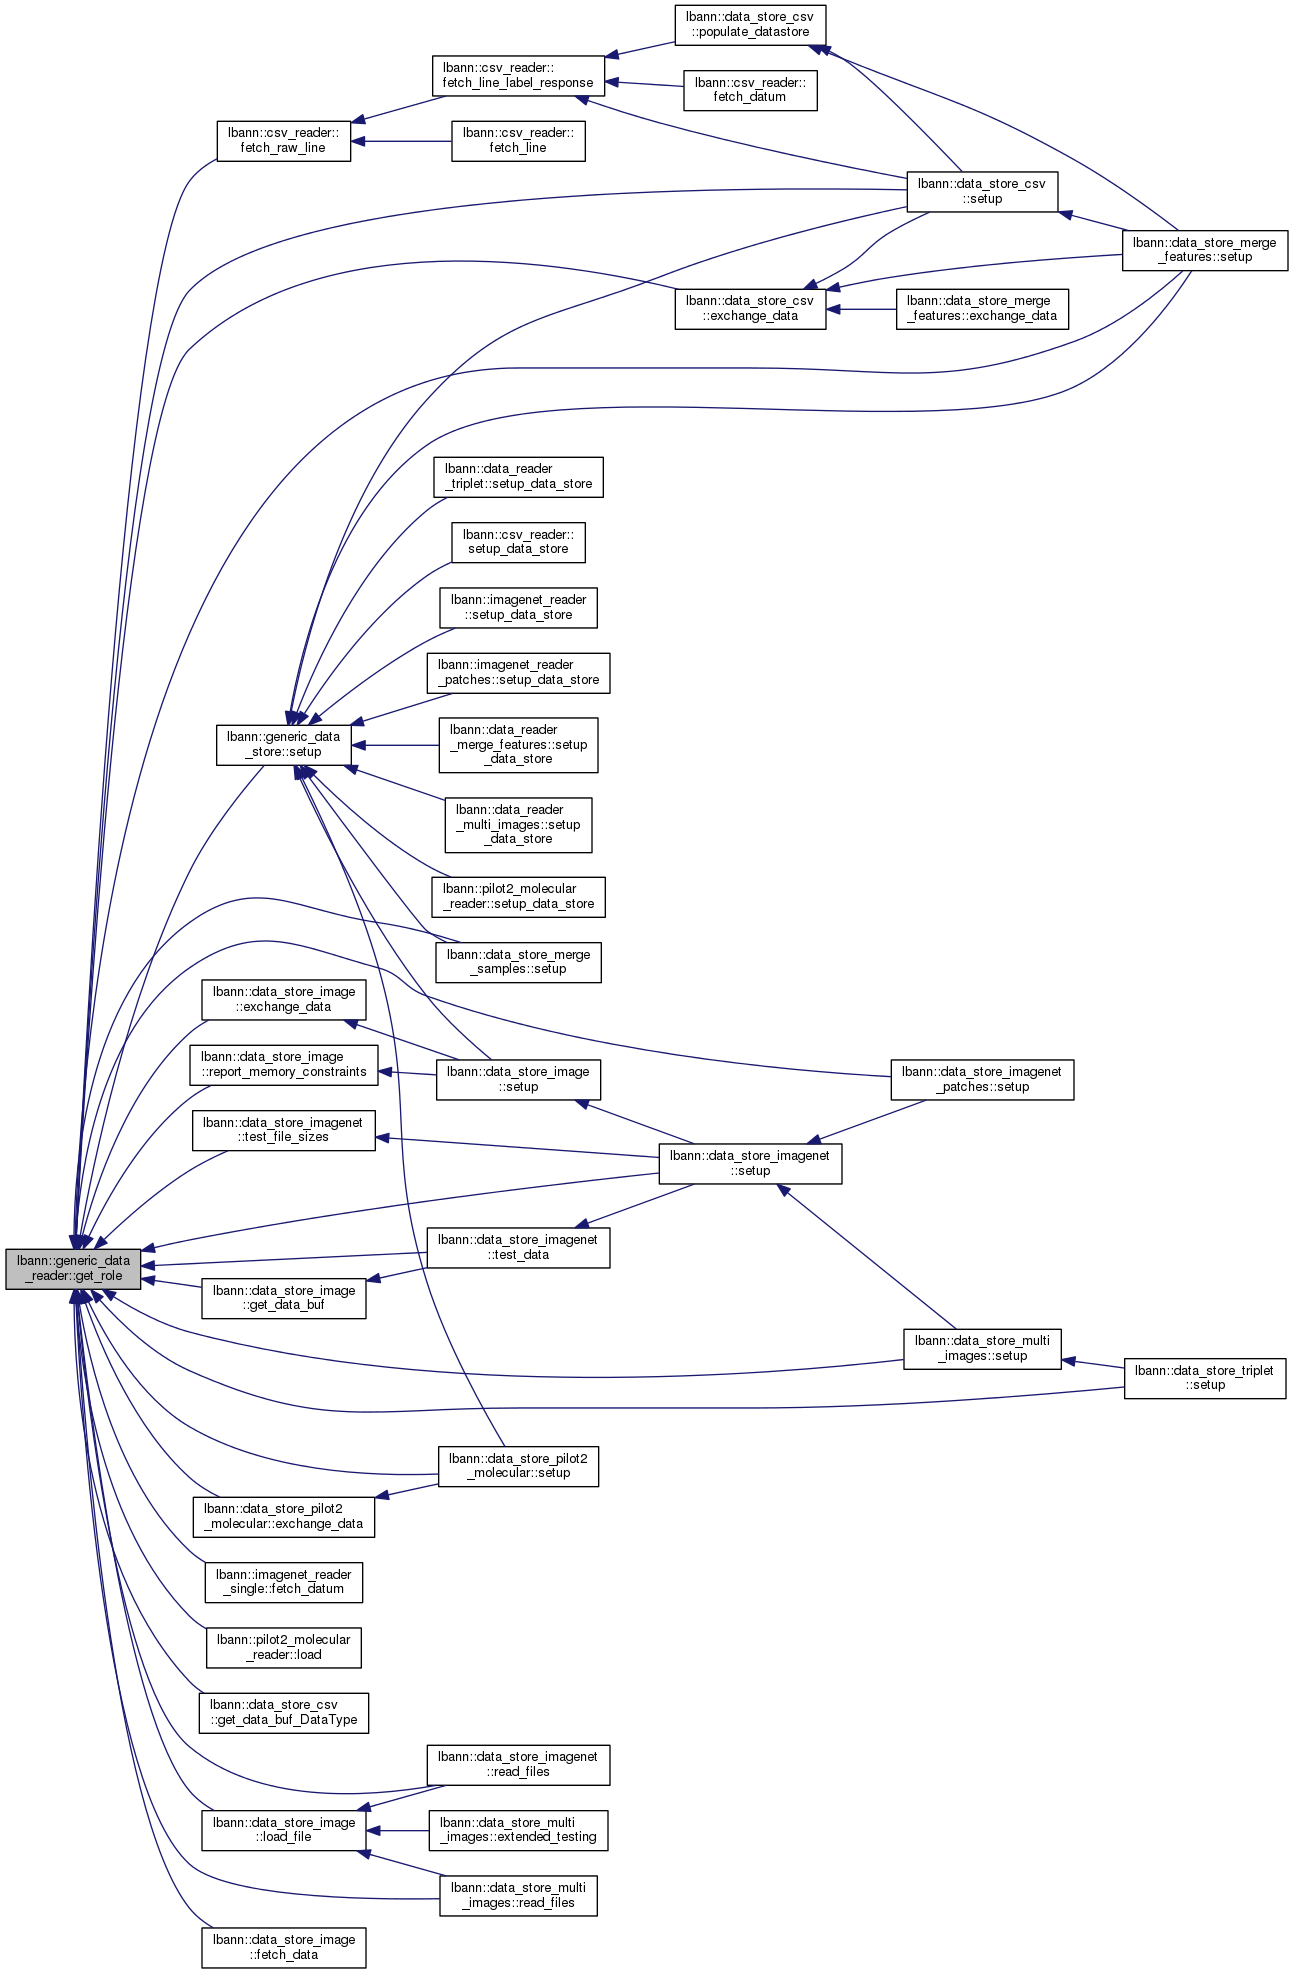 lbann::data_store_csv
::populate_datastore
lbann::csv_reader::
fetch_line_label_response
lbann::csv_reader::
fetch_datum
lbann::csv_reader::
fetch_raw_line
lbann::csv_reader::
fetch_line
lbann::data_store_csv
::setup
lbann::data_store_merge
_features::setup
lbann::data_store_csv
::exchange_data
lbann::data_store_merge
_features::exchange_data
lbann::data_reader
_triplet::setup_data_store
lbann::csv_reader::
setup_data_store
lbann::imagenet_reader
::setup_data_store
lbann::imagenet_reader
_patches::setup_data_store
lbann::generic_data
_store::setup
lbann::data_reader
_merge_features::setup
_data_store
lbann::data_reader
_multi_images::setup
_data_store
lbann::pilot2_molecular
_reader::setup_data_store
lbann::data_store_merge
_samples::setup
lbann::data_store_image
::exchange_data
lbann::data_store_image
::report_memory_constraints
lbann::data_store_image
::setup
lbann::data_store_imagenet
_patches::setup
lbann::data_store_imagenet
::test_file_sizes
lbann::data_store_imagenet
::setup
lbann::data_store_imagenet
::test_data
lbann::generic_data
_reader::get_role
lbann::data_store_image
::get_data_buf
lbann::data_store_multi
_images::setup
lbann::data_store_triplet
::setup
lbann::data_store_pilot2
_molecular::setup
lbann::data_store_pilot2
_molecular::exchange_data
lbann::imagenet_reader
_single::fetch_datum
lbann::pilot2_molecular
_reader::load
lbann::data_store_csv
::get_data_buf_DataType
lbann::data_store_imagenet
::read_files
lbann::data_store_image
::load_file
lbann::data_store_multi
_images::extended_testing
lbann::data_store_multi
_images::read_files
lbann::data_store_image
::fetch_data